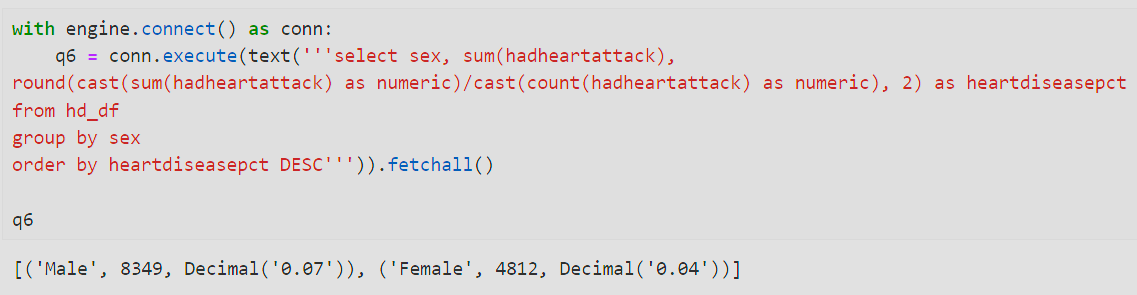 with engine.connect() as conn:
    q6 = conn.execute(text('''select sex, sum(hadheartattack),
round(cast(sum(hadheartattack) as numeric)/cast(count(hadheartattack) as numeric), 2) as heartdiseasepct
from hd_df
group by sex
order by heartdiseasepct DESC''')).fetchall()
q6
[('Male', 8349, Decimal('0.07')), ('Female', 4812, Decimal('0.04'))]